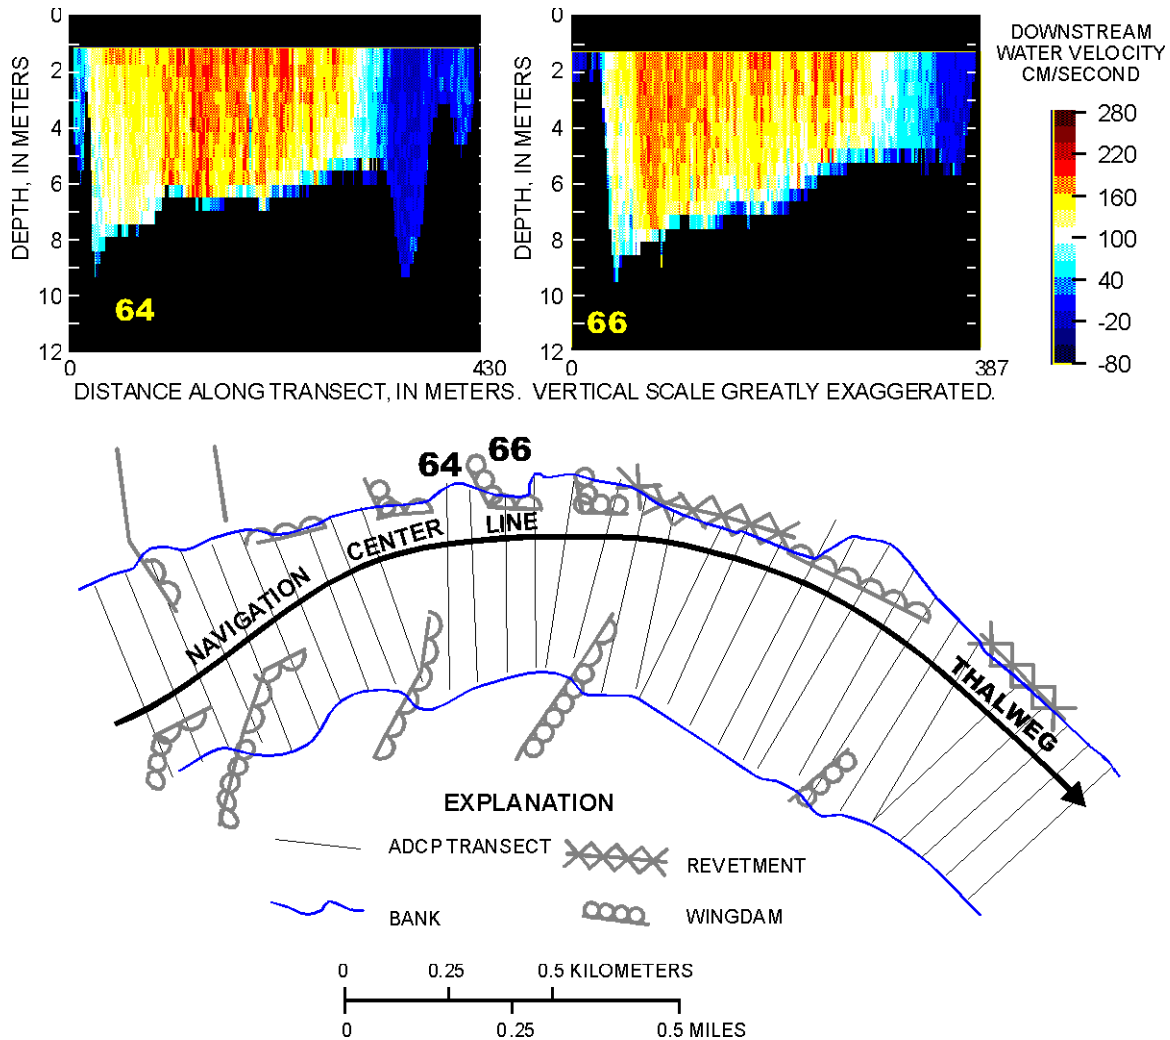 0
2
4
6
8
10
12
DEPTH, IN METERS
64
0
430
0
2
4
6
8
10
12
DEPTH, IN METERS
66
0
387
DOWNSTREAM
WATER VELOCITY
CM/SECOND
280
220
160
100
40
-20
-80
DISTANCE ALONG TRANSECT, IN METERS. VERTICAL SCALE GREATLY EXAGGERATED.
64
66
NAVIGATION CENTER LINE
THALWEG
EXPLANATION
ADCP TRANSECT
REVETMENT
BANK
WINGDAM
0 0.25 0.5 KILOMETERS
0 0.25 0.5 MILES